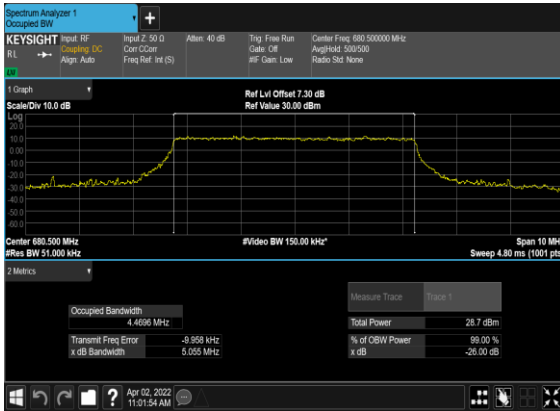 Spectrum Analyzer 1
Occupied BW
KEYSIGHT Input: RF Input Z: 50 Ω Atten: 40 dB Trig: Free Run Center Freq: 680.500000 MHz
RL Coupling: DC Corr CCorr Gate: Off Avg|Hold: 500/500
Align: Auto Freq Ref: Int (S) #IF Gain: Low Radio Std: None
1 Graph
Scale/Div 10.0 dB Ref Lvl Offset 7.30 dB
Ref Value 30.00 dBm
Log
20.0
10.0
0.00
-10.0
-20.0
-30.0
-40.0
-50.0
-60.0
Center 680.500 MHz #Video BW 150.00 kHz* Span 10 MH
#Res BW 51.000 kHz Sweep 4.80 ms (1001 pts
2 Metrics
Measure Trace Trace 1
Occupied Bandwidth
4.4696 MHz Total Power 28.7 dBm
Transmit Freq Error -9.958 kHz % of OBW Power 99.00 %
x dB Bandwidth 5.055 MHz x dB -26.00 dB
Apr 02, 2022
11:01:54 AM